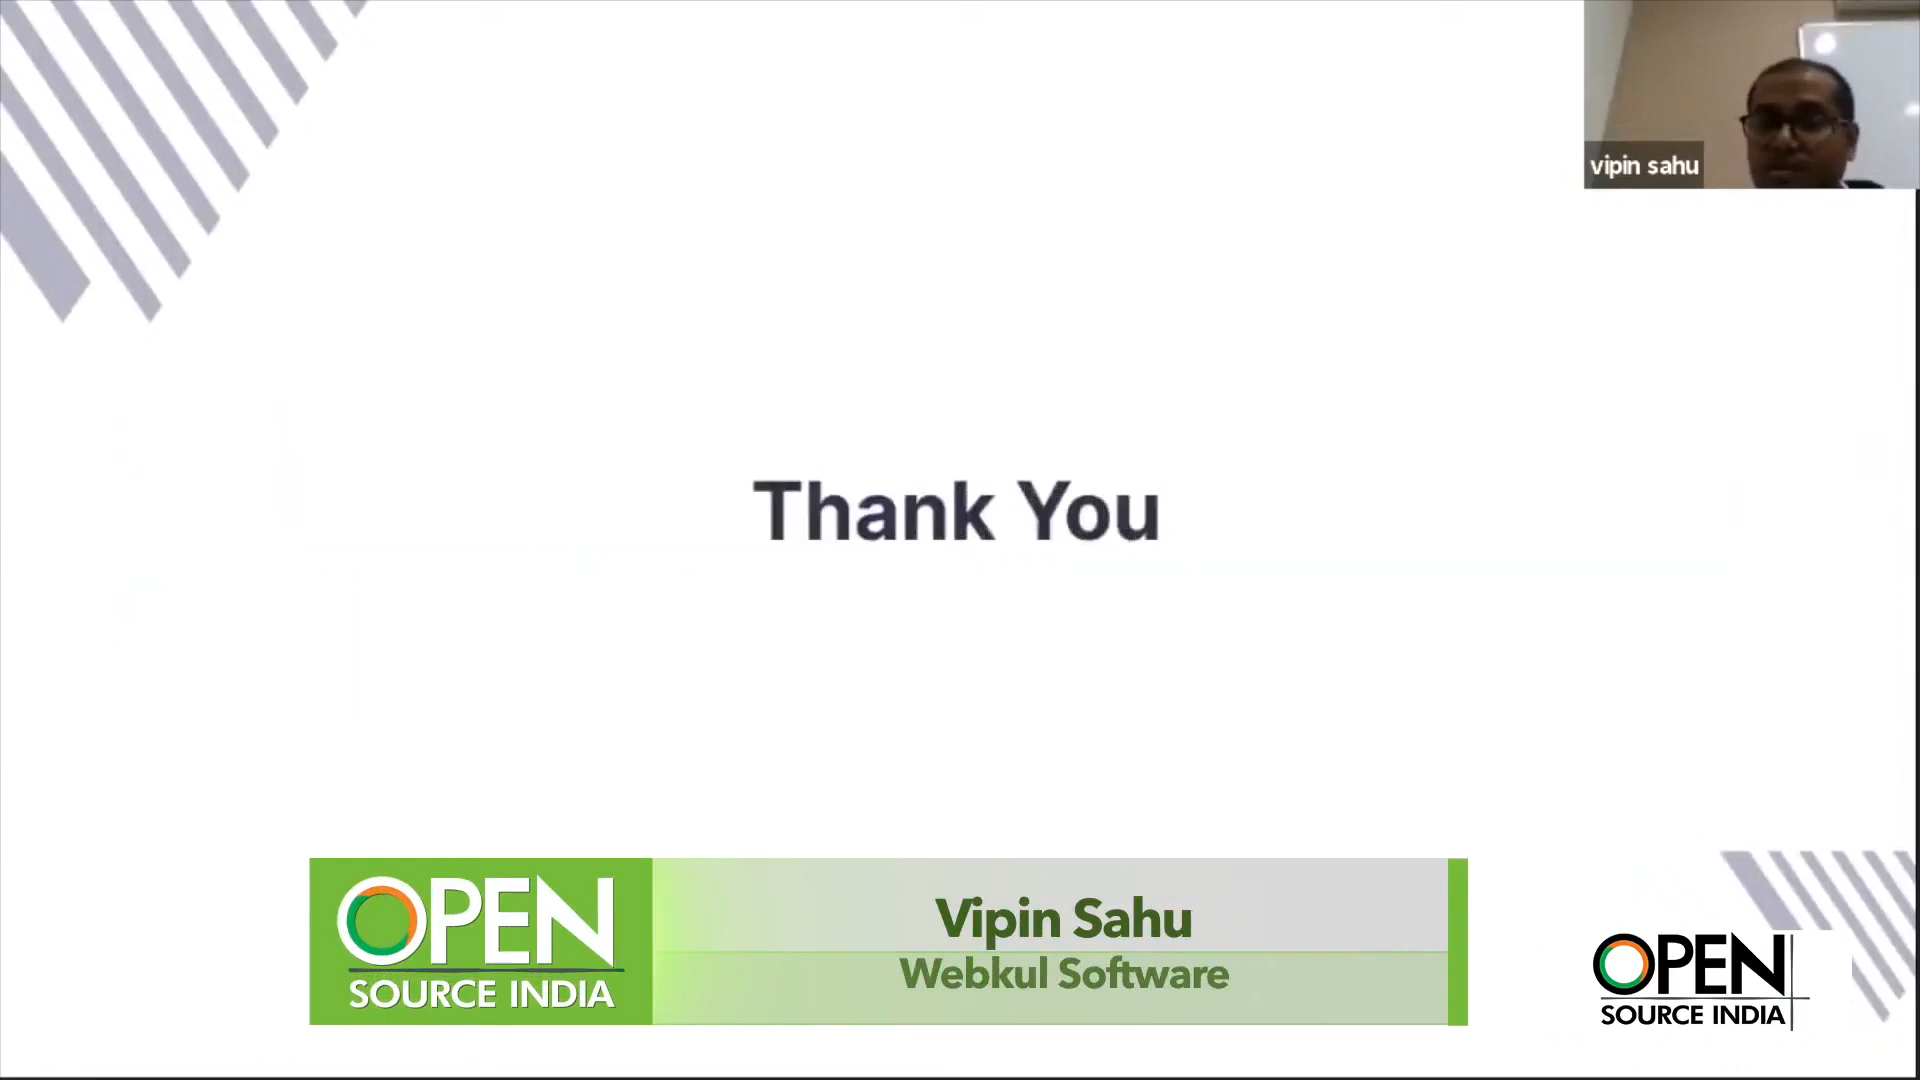 vipin sahu
Thank You
OPEN
SOURCE INDIA
Vipin Sahu
Webkul Software
OPEN
SOURCE INDIA